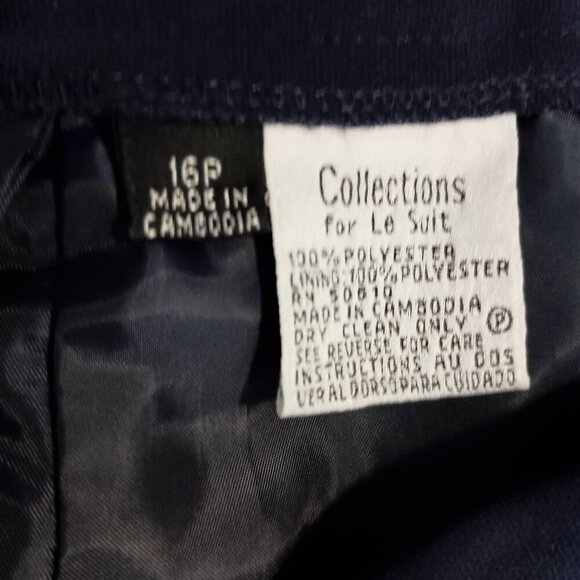 16P
MADE IN
CAMBODIA
Collections
for Le Suit
100% POLYESTER
LINING:100% POLYESTER
RN 50810
MADE IN CAMBODIA
DRY CLEAN ONLY P
SEE REVERSE FOR CARE
INSTRUCTIONS AU DOS
VER AL DORSO PARA CUIDADO